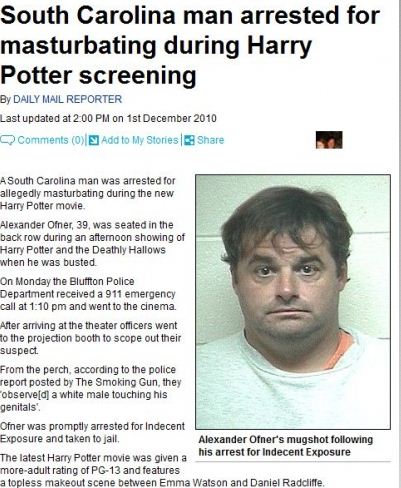 South Carolina man arrested for
masturbating during Harry
Potter screening
By DAILY MAIL REPORTER
Last updated at 2:00 PM on 1st December 2010
Comments (0) Add to My Stories Share
A South Carolina man was arrested for
allegedly masturbating during the new
Harry Potter movie.
Alexander Ofner, 39, was seated in the
back row during an afternoon showing of
Harry Potter and the Deathly Hallows
when he was busted.
On Monday the Bluffton Police
Department received a 911 emergency
call at 1:10 pm and went to the cinema.
After arriving at the theater officers went
to the projection booth to scope out their
suspect.
From the perch, according to the police
report posted by The Smoking Gun, they
'observe[d] a white male touching his
genitals'.
Ofner was promptly arrested for Indecent
Exposure and taken to jail.
The latest Harry Potter movie was given a
more-adult rating of PG-13 and features
a topless makeout scene between Emma Watson and Daniel Radcliffe.
Alexander Ofner's mugshot following
his arrest for Indecent Exposure